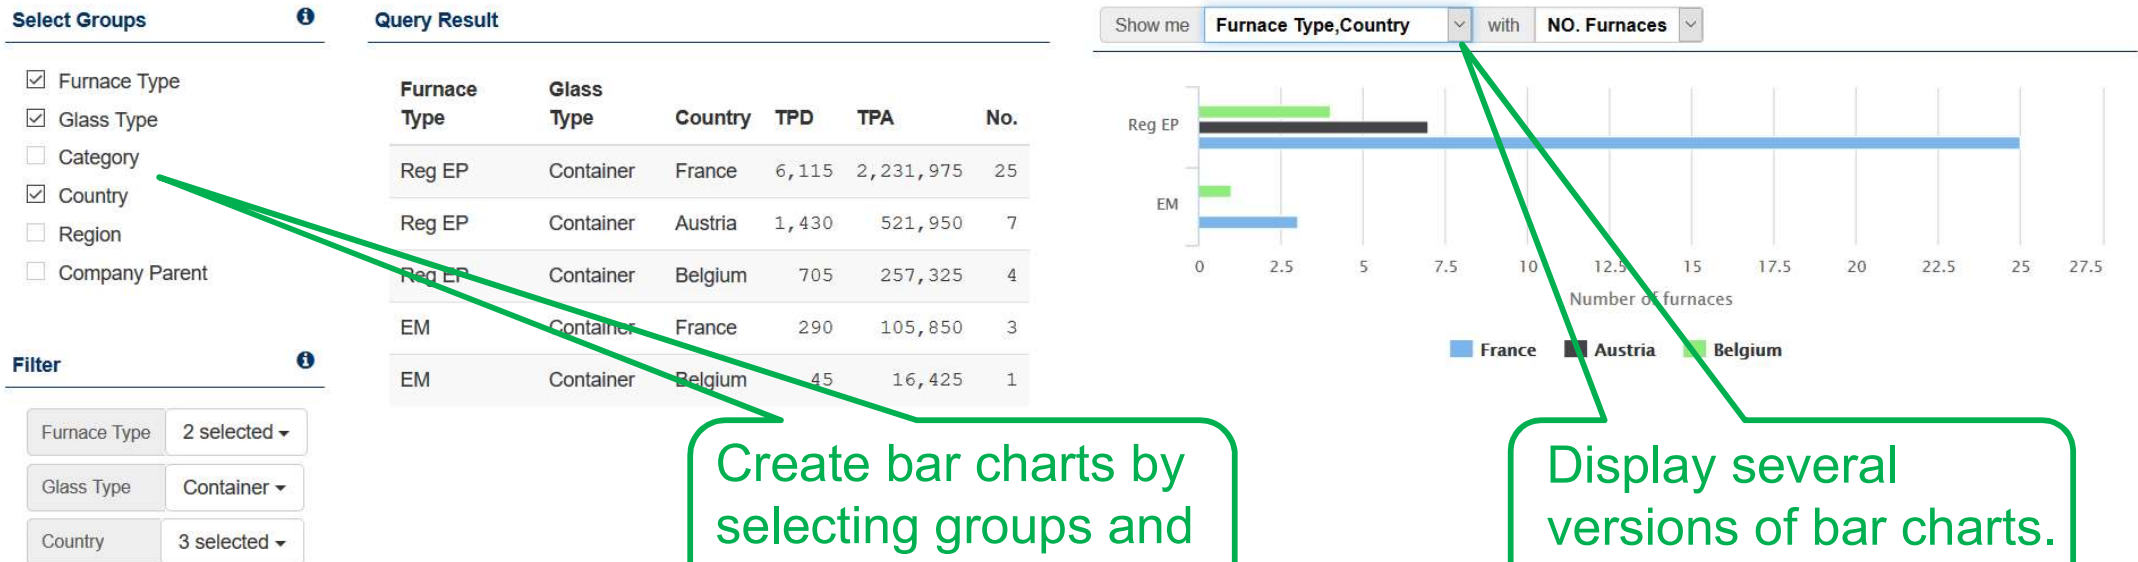 Select Groups
Furnace Type
Glass Type
Category
Country
Region
Company Parent
Filter
Furnace Type 2 selected
Glass Type Container
Country 3 selected
Query Result
Furnace Type Glass Type Country TPD TPA No.
Reg EP Container France 6,115 2,231,975 25
Reg EP Container Austria 1,430 521,950 7
Reg EP Container Belgium 705 257,325 4
EM Container France 290 105,850 3
EM Container Belgium 45 16,425 1
Show me Furnace Type,Country with NO. Furnaces
Reg EP
EM
0 2.5 5 7.5 10 12.5 15 17.5 20 22.5 25 27.5
Number of furnaces
France Austria Belgium
Create bar charts by
selecting groups and
Display several
versions of bar charts.